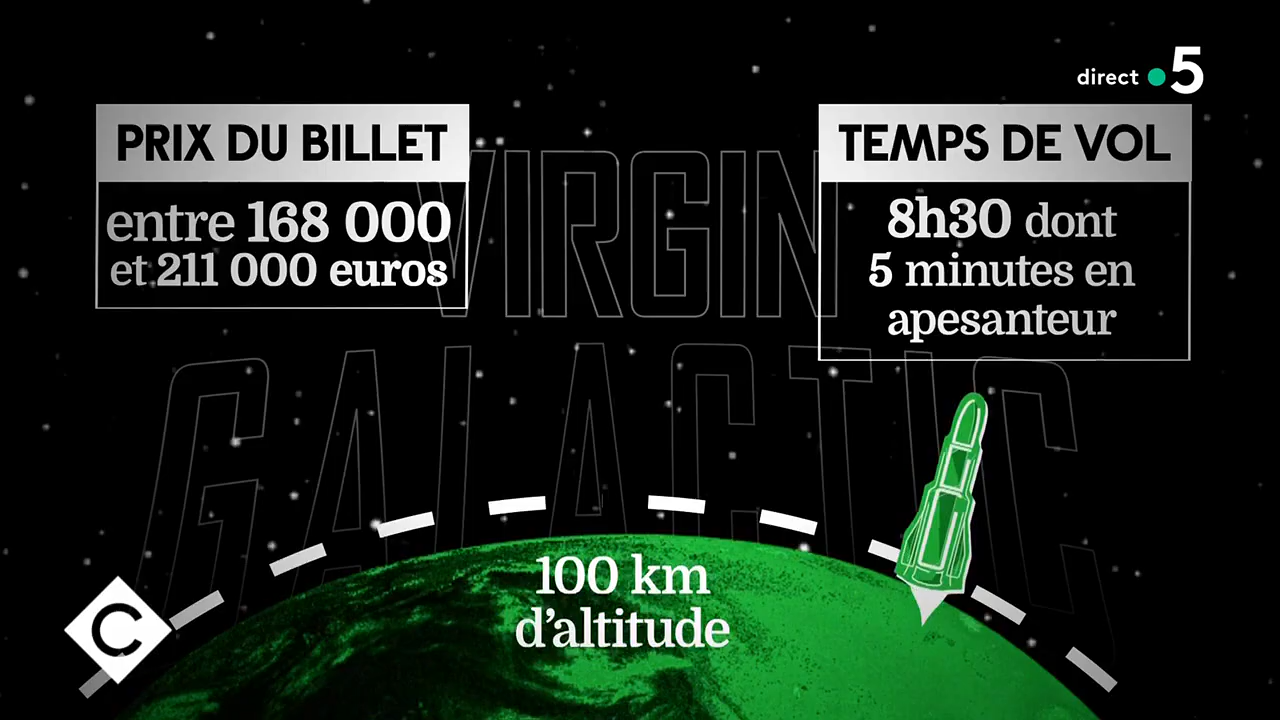 direct 5
PRIX DU BILLET
entre 168 000
et 211 000 euros
TEMPS DE VOL
8h30 dont
5 minutes en
apesanteur
VIRGIN
GALACTIC
100 km
d'altitude
C